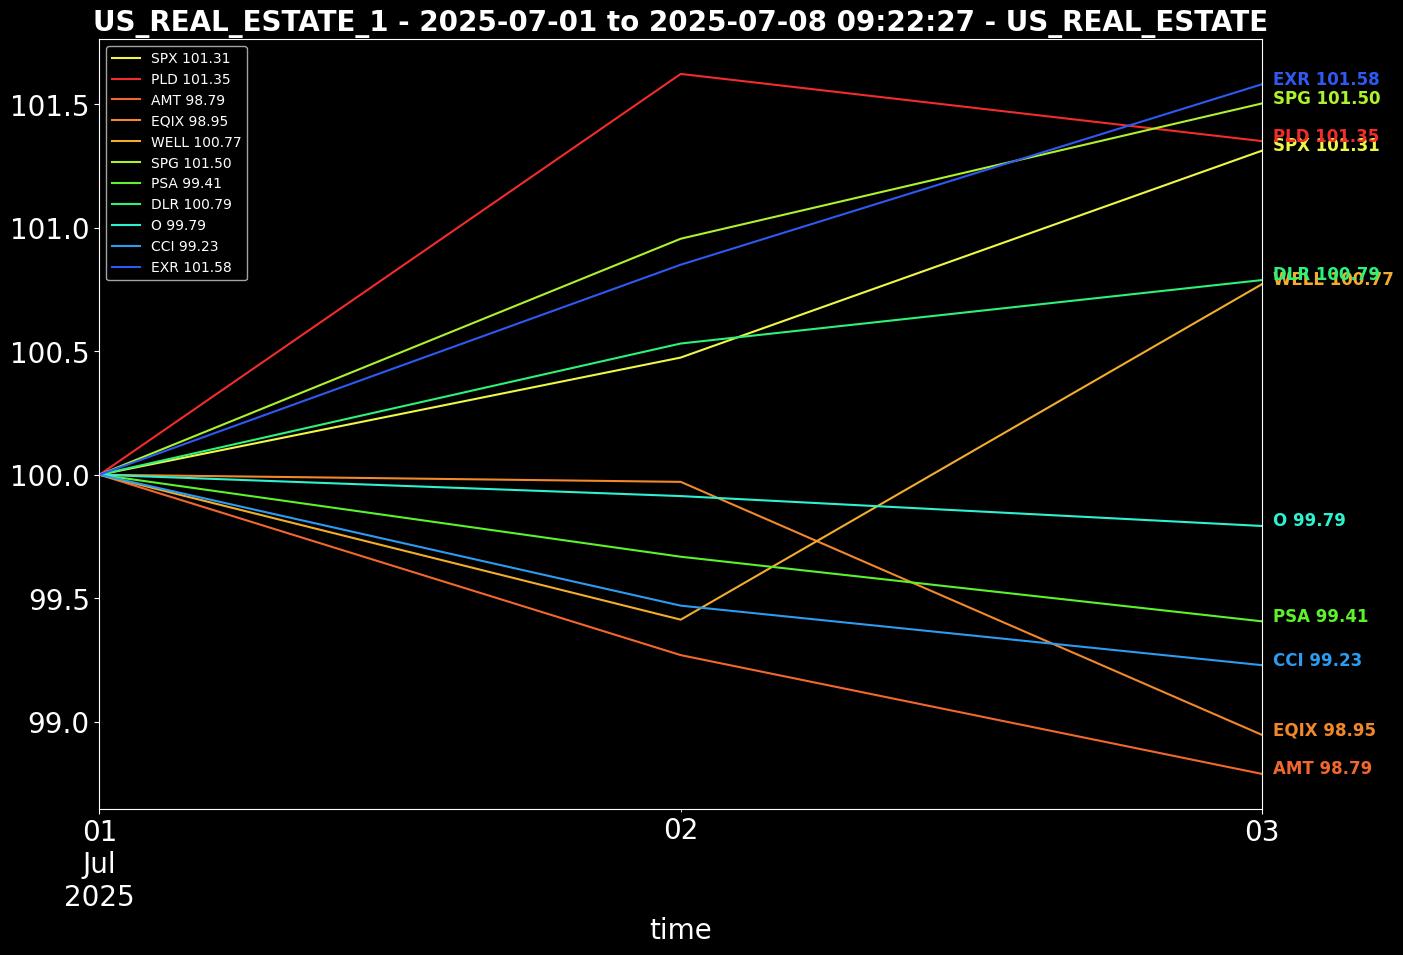 US_REAL_ESTATE_1 - 2025-07-01 to 2025-07-08 09:22:27 - US_REAL_ESTATE
SPX 101.31
PLD 101.35
AMT 98.79
EQIX 98.95
WELL 100.77
SPG 101.50
PSA 99.41
DLR 100.79
O 99.79
CCI 99.23
EXR 101.58
101.5
101.0
100.5
100.0
99.5
99.0
EXR 101.58
SPG 101.50
PLD 101.35
SPX 101.31
DLR 100.79
WELL 100.77
O 99.79
PSA 99.41
CCI 99.23
EQIX 98.95
AMT 98.79
01
Jul
2025
02
03
time